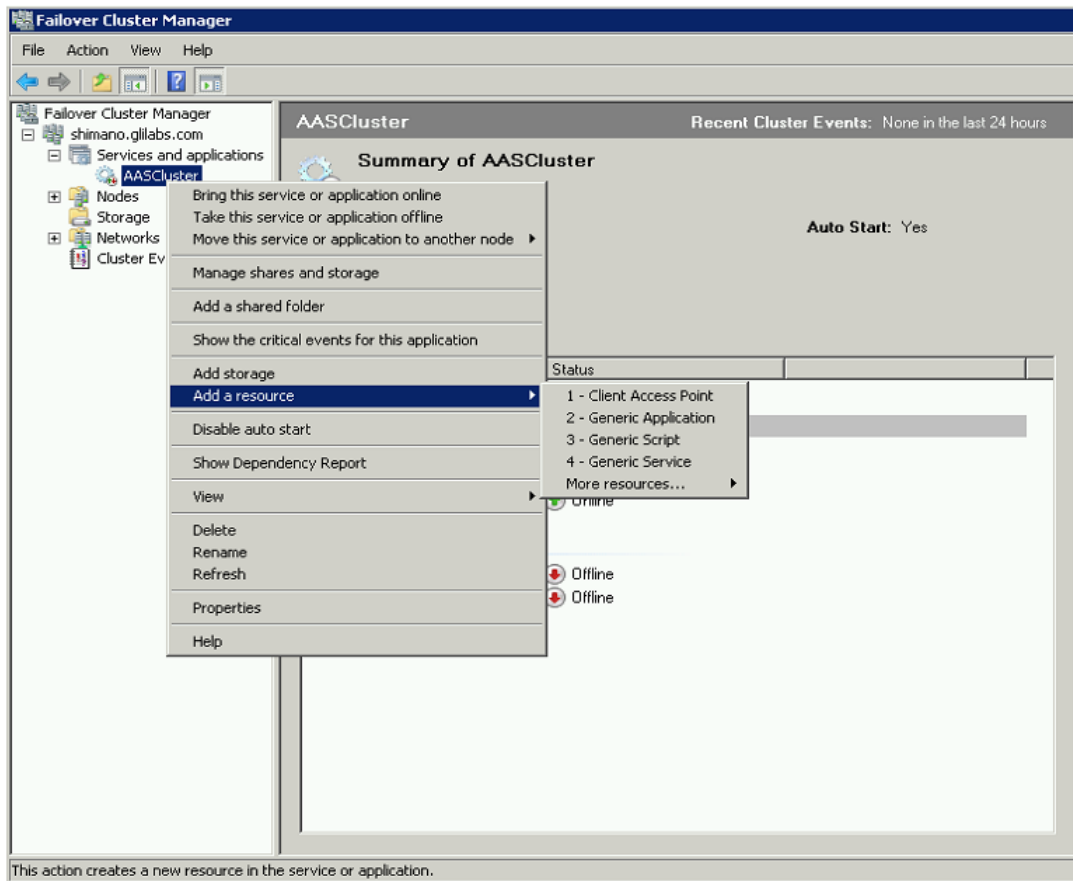 Failover Cluster Manager
File Action View Help
Failover Cluster Manager
shimano.glilabs.com
Services and applications
AASCluster
Nodes
Storage
Networks
Cluster Ev
AASCluster
Recent Cluster Events: None in the last 24 hours
Summary of AASCluster
Auto Start: Yes
Bring this service or application online
Take this service or application offline
Move this service or application to another node
Manage shares and storage
Add a shared folder
Show the critical events for this application
Add storage
Add a resource
Disable auto start
Show Dependency Report
View
Delete
Rename
Refresh
Properties
Help
Status
1 - Client Access Point
2 - Generic Application
3 - Generic Script
4 - Generic Service
More resources...
Online
Offline
Offline
This action creates a new resource in the service or application.